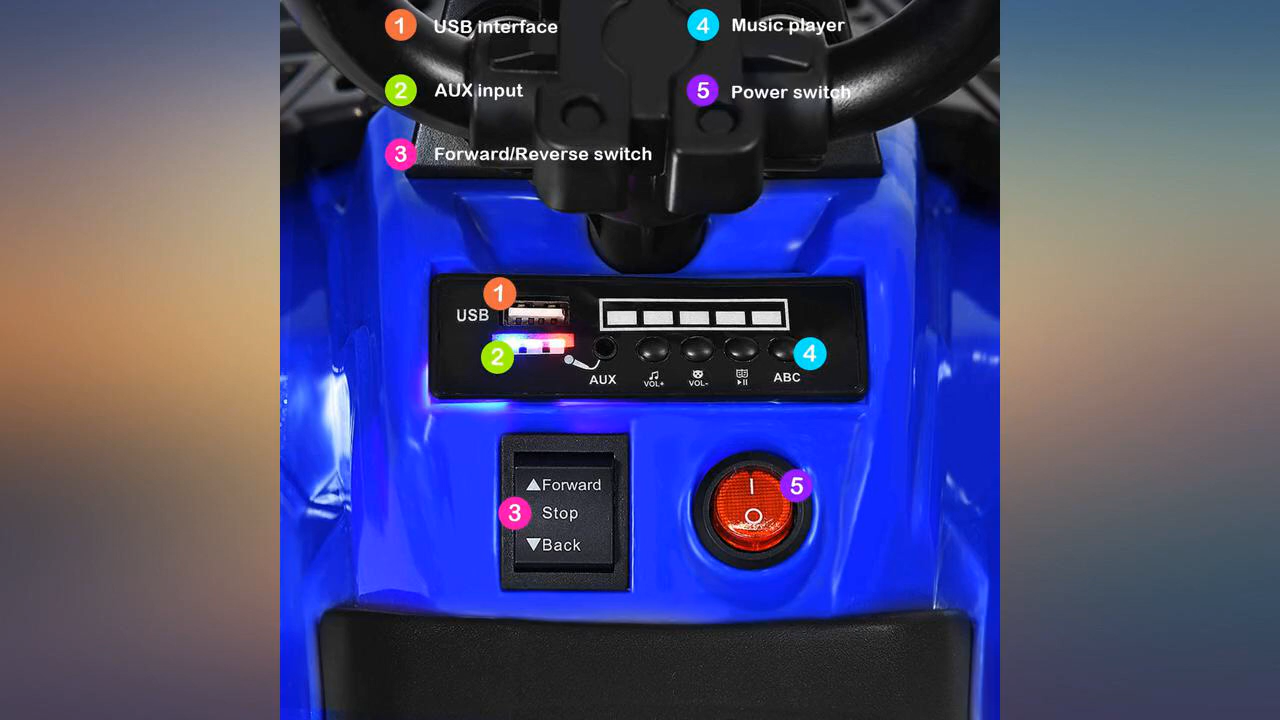 1 USB interface
4 Music player
2 AUX input
5 Power switch
3 Forward/Reverse switch
1
USB
2
4
AUX
VOL+
VOL-
ABC
▲Forward
3
Stop
▼Back
5
I
O